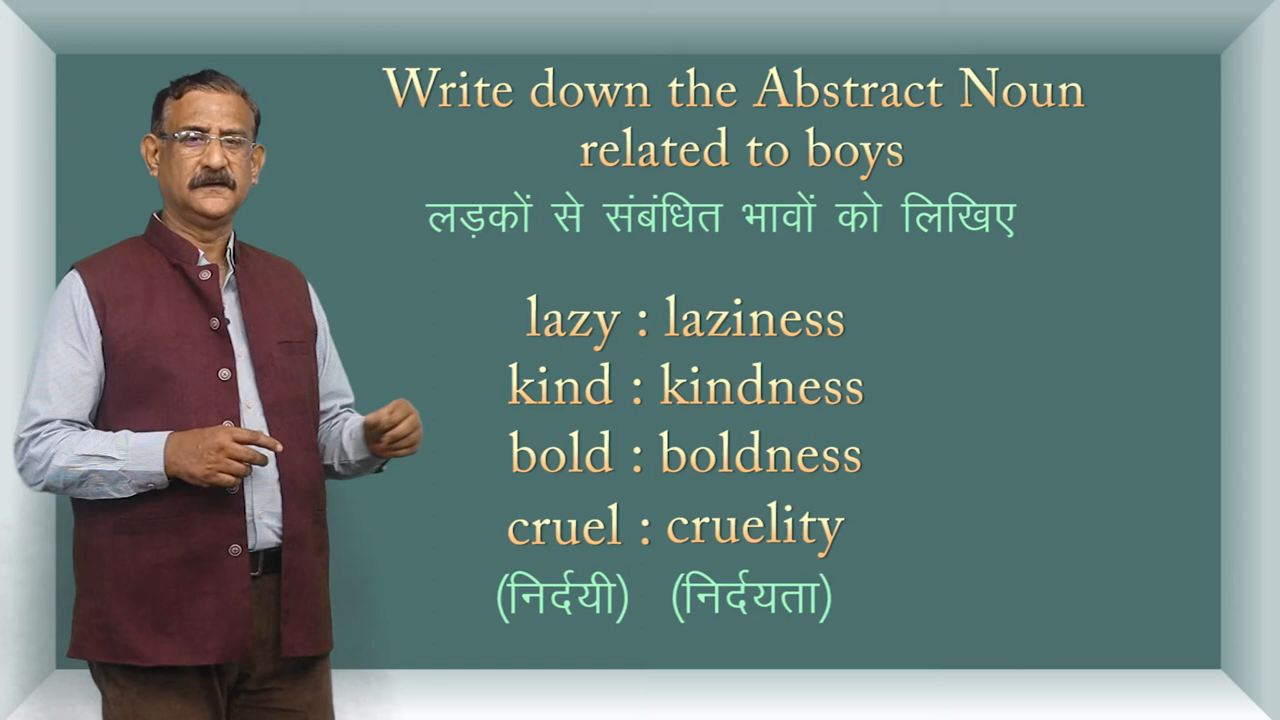 Write down the Abstract Noun
related to boys
लड़कों से संबंधित भावों को लिखिए
lazy : laziness
kind : kindness
bold : boldness
cruel : cruelity
(निर्दयी) (निर्दयता)